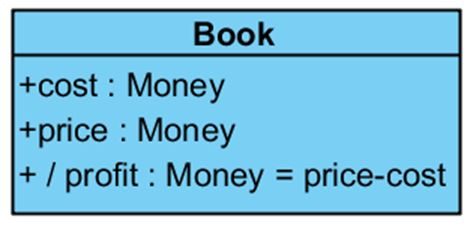 Book
+cost : Money
+price : Money
+ / profit : Money = price-cost